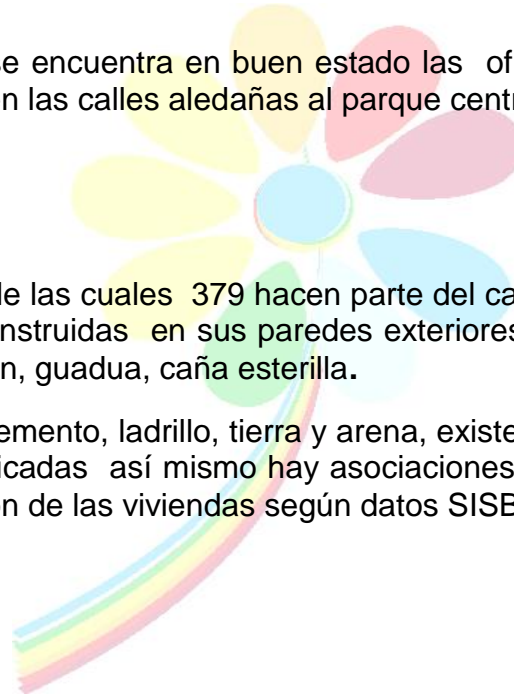 se encuentra en buen estado las of
n las calles aledañas al parque cent
le las cuales 379 hacen parte del ca
nstruidas en sus paredes exteriores
n, guadua, caña esterilla.
emento, ladrillo, tierra y arena, existe
icadas así mismo hay asociaciones
n de las viviendas según datos SISB